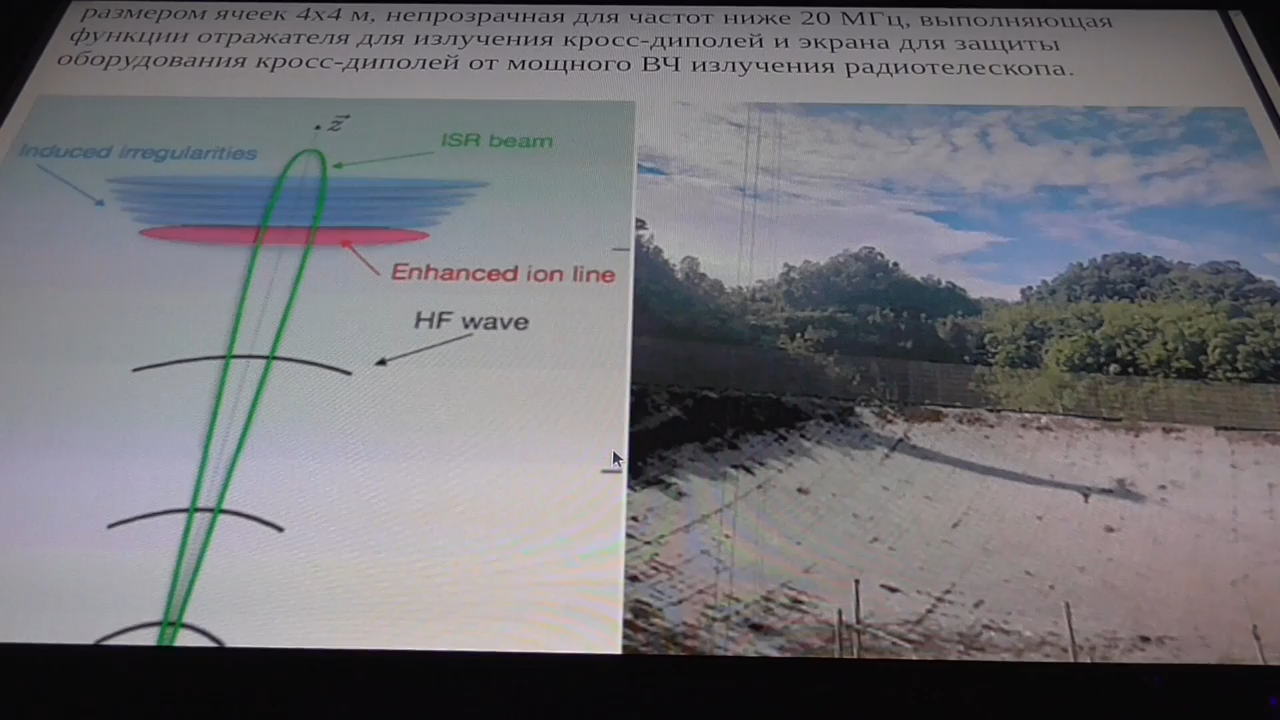 размером ячеек 4x4 м, непрозрачная для частот ниже 20 МГц, выполняющая
функции отражателя для излучения кросс-диполей и экрана для защиты
оборудования кросс-диполей от мощного ВЧ излучения радиотелескопа.
z
ISR beam
Induced irregularities
Enhanced ion line
HF wave